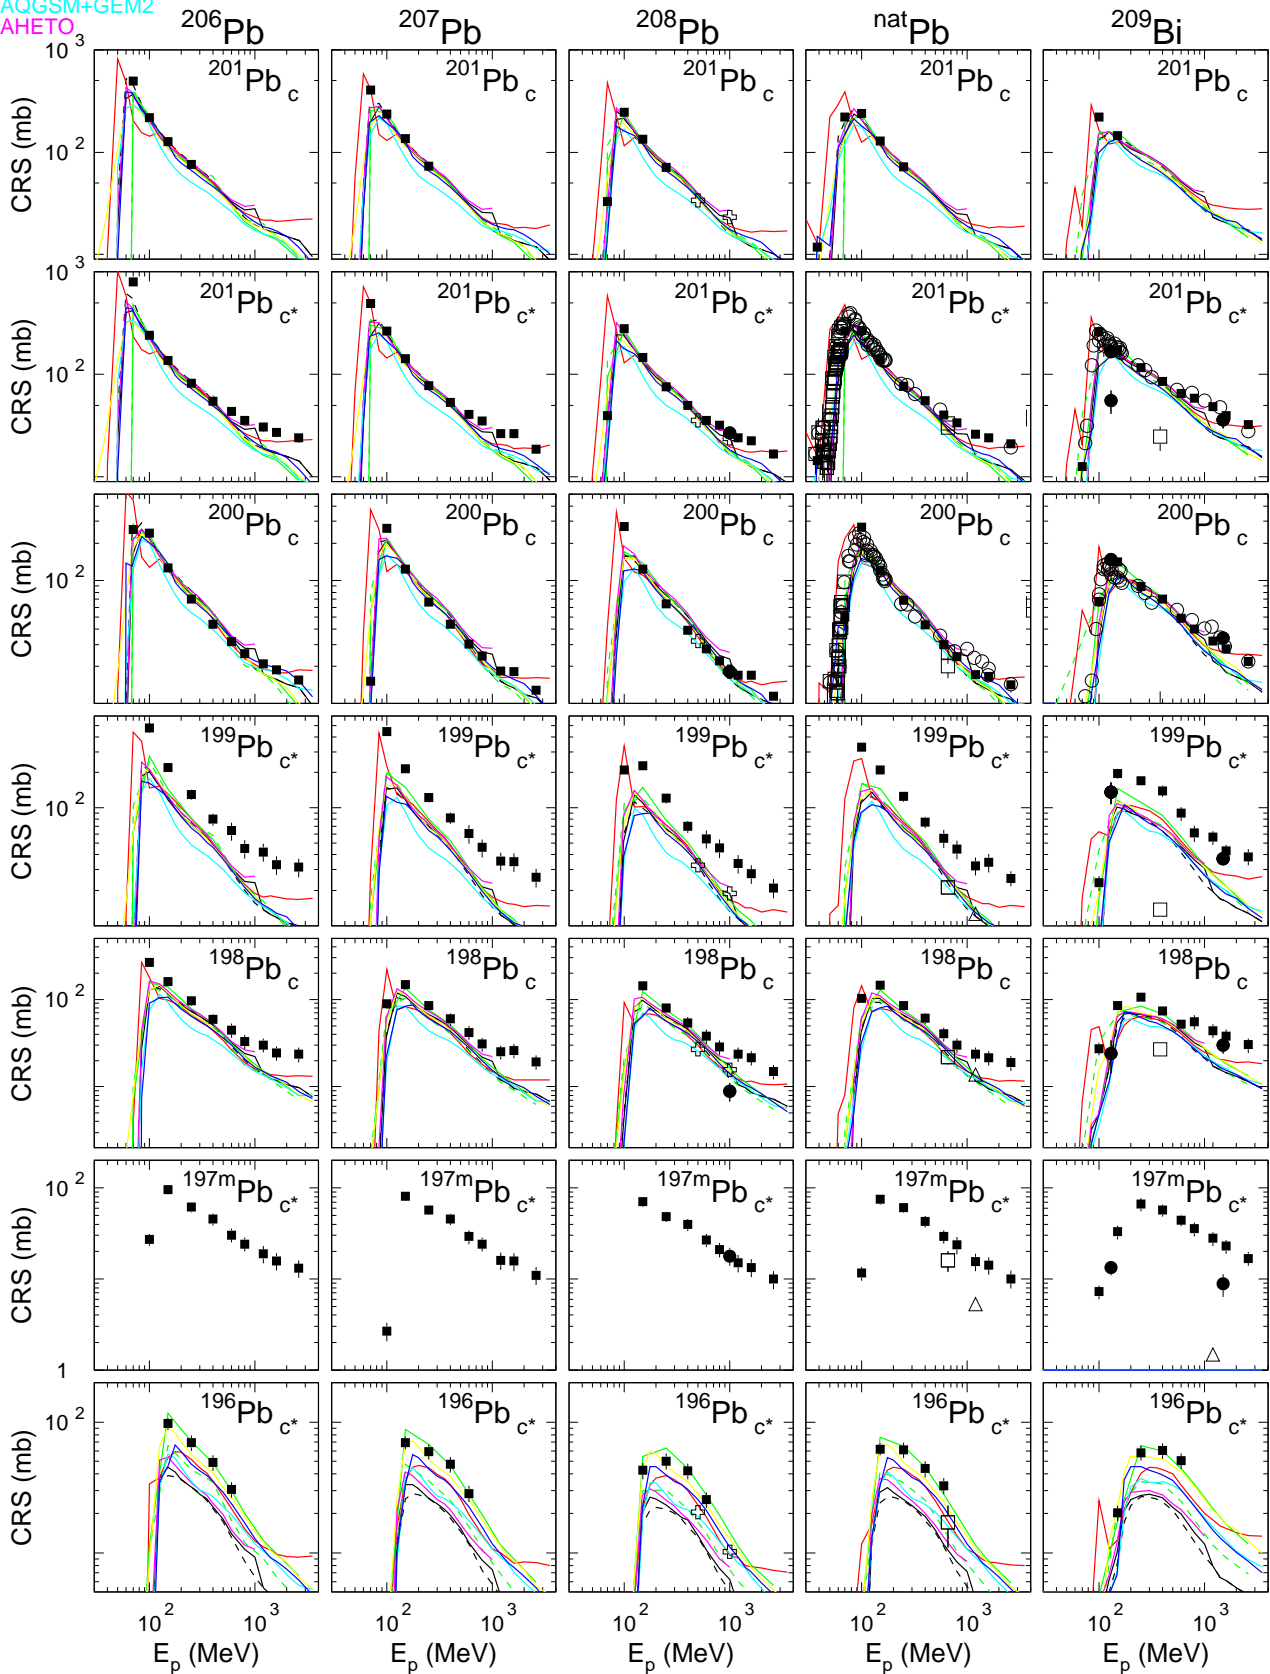 AQGSM+GEM2
AHETO
206Pb 207Pb 208Pb natPb 209Bi
10 3
201Pb c 201Pb c 201Pb c 201Pb c 201Pb c
CRS (mb)
10 2
10 3
201Pb c* 201Pb c* 201Pb c* 201Pb c* 201Pb c*
CRS (mb)
10 2
200Pb c 200Pb c 200Pb c 200Pb c 200Pb c
CRS (mb)
10 2
199Pb c* 199Pb c* 199Pb c* 199Pb c* 199Pb c*
CRS (mb)
10 2
198Pb c 198Pb c 198Pb c 198Pb c 198Pb c
CRS (mb)
10 2
197mPb c* 197mPb c* 197mPb c* 197mPb c* 197mPb c*
10 2
CRS (mb)
1
196Pb c* 196Pb c* 196Pb c* 196Pb c* 196Pb c*
10 2
CRS (mb)
10 2 10 3 10 2 10 3 10 2 10 3 10 2 10 3 10 2 10 3
Ep (MeV) Ep (MeV) Ep (MeV) Ep (MeV) Ep (MeV)